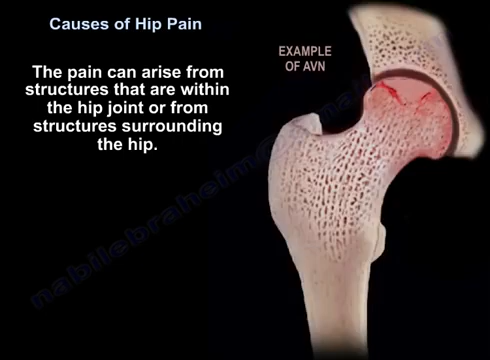 Causes of Hip Pain
EXAMPLE
OF AVN
The pain can arise from
structures that are within
the hip joint or from
structures surrounding
the hip.